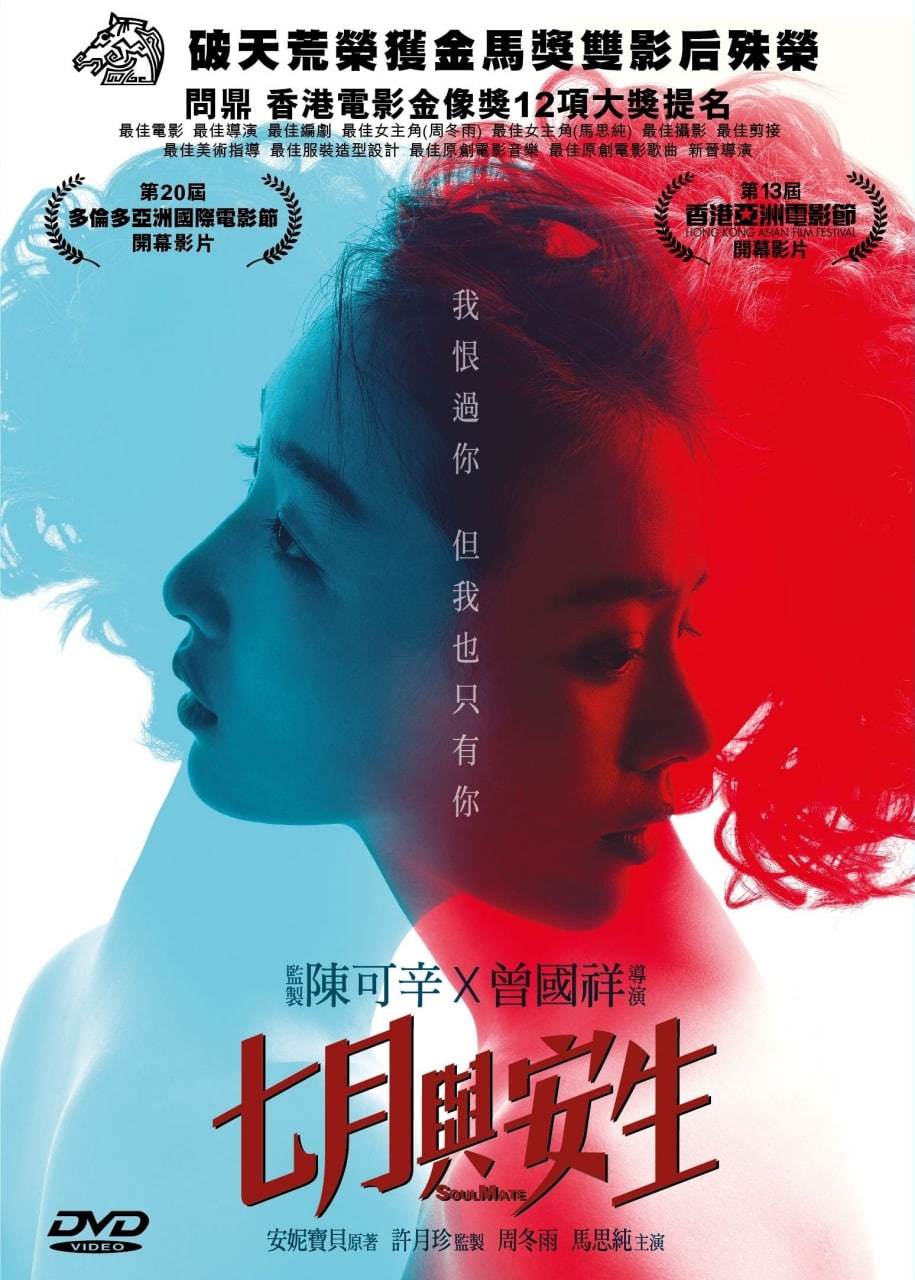 破天荒榮獲金馬獎雙影后殊榮
問鼎 香港電影金像獎12項大獎提名
最佳電影 最佳導演 最佳編劇 最佳女主角(周冬雨) 最佳女主角(馬思純) 最佳攝影 最佳剪接
最佳美術指導 最佳服裝造型設計 最佳原創電影音樂 最佳原創電影歌曲 新晉導演
第20屆
多倫多亞洲國際電影節
開幕影片
第13屆
香港亞洲電影節
HONG KONG ASIAN FILM FESTIVAL
開幕影片
我恨過你 但我也只有你
監製 陳可辛 X 曾國祥 導演
七月與安生
SOULMATE
DVD
VIDEO
安妮寶貝原著 許月珍監製 周冬雨 馬思純主演